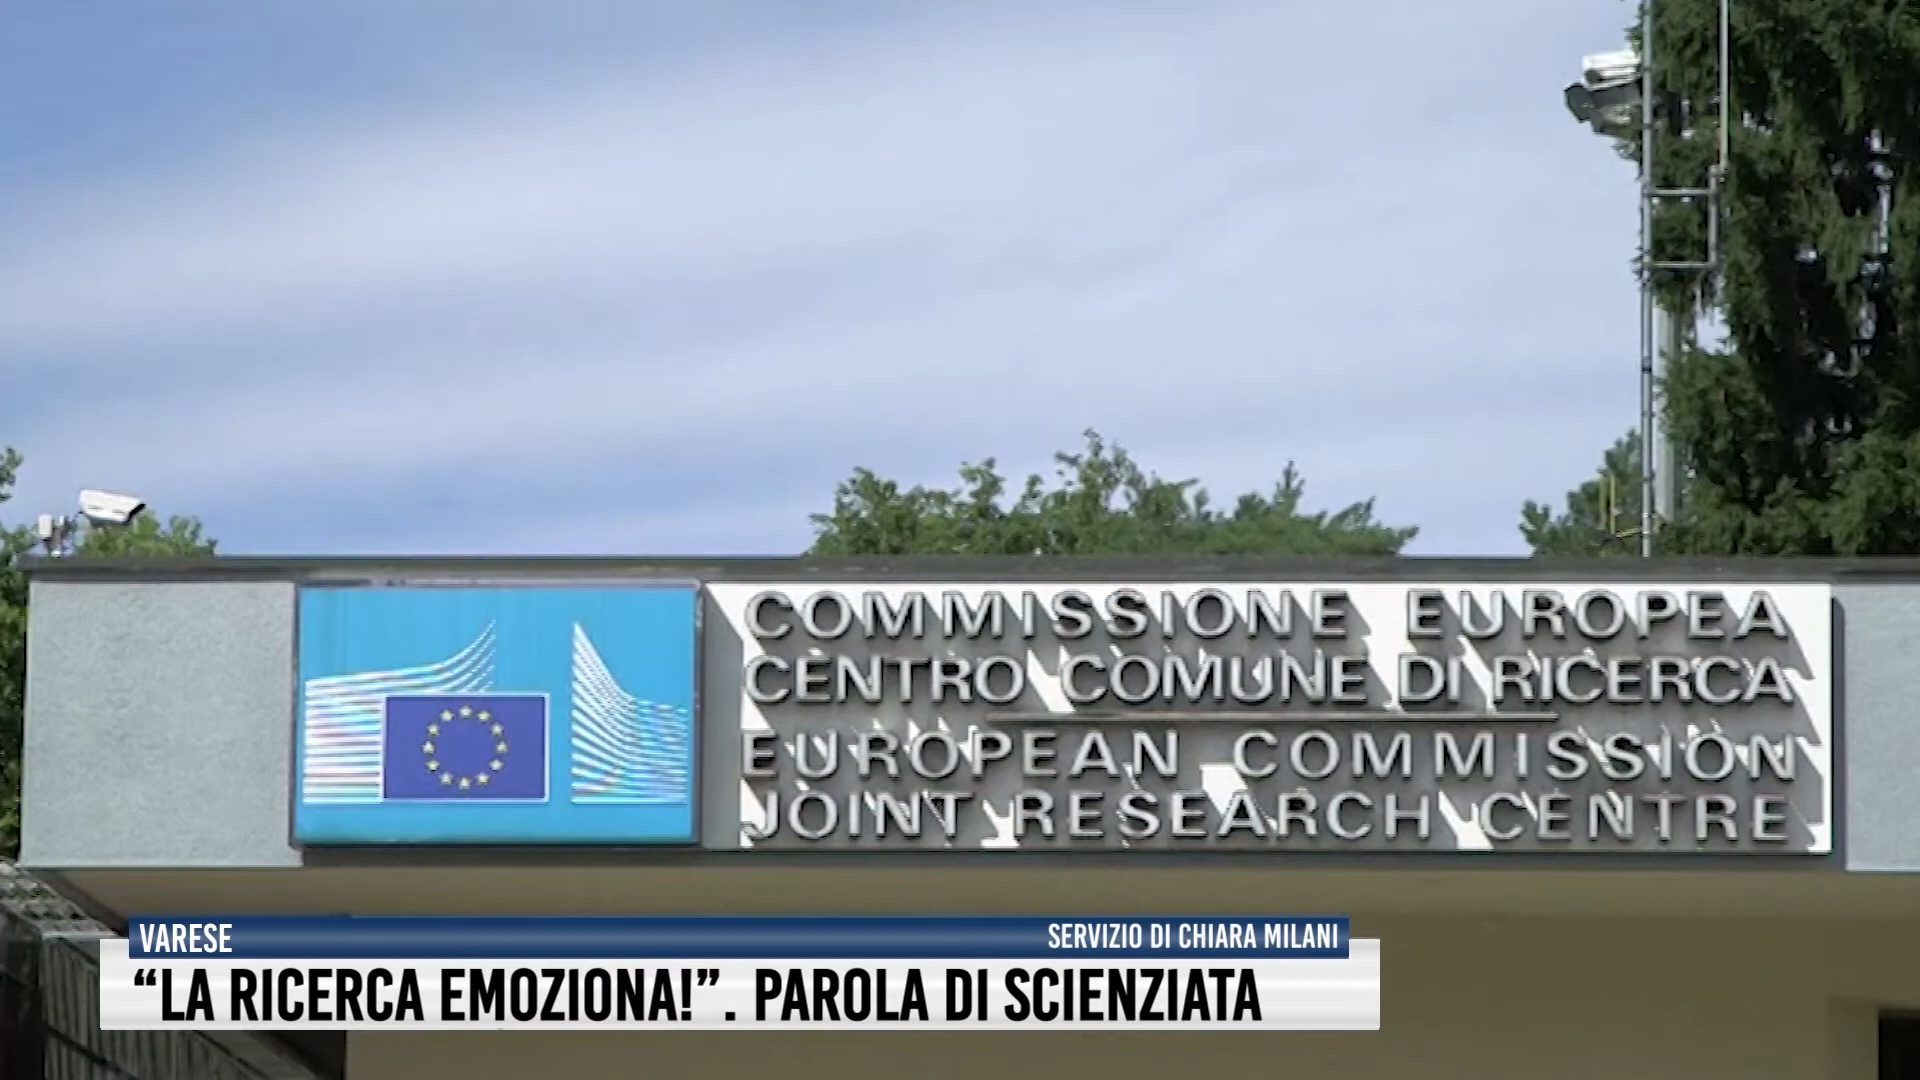 COMMISSIONE EUROPEA
CENTRO COMUNE DI RICERCA
EUROPEAN COMMISSION
JOINT RESEARCH CENTRE
VARESE
SERVIZIO DI CHIARA MILANI
“LA RICERCA EMOZIONA!”. PAROLA DI SCIENZIATA